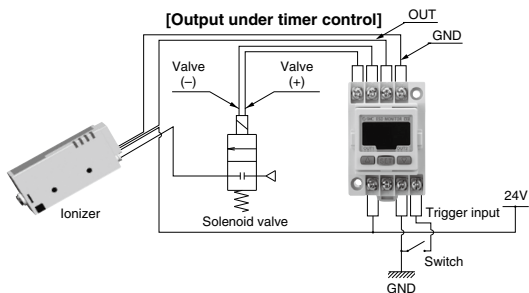 [Output under timer control]
OUT
GND
Valve
(–)
Valve
(+)
Ionizer
Solenoid valve
24V
Trigger input
Switch
GND